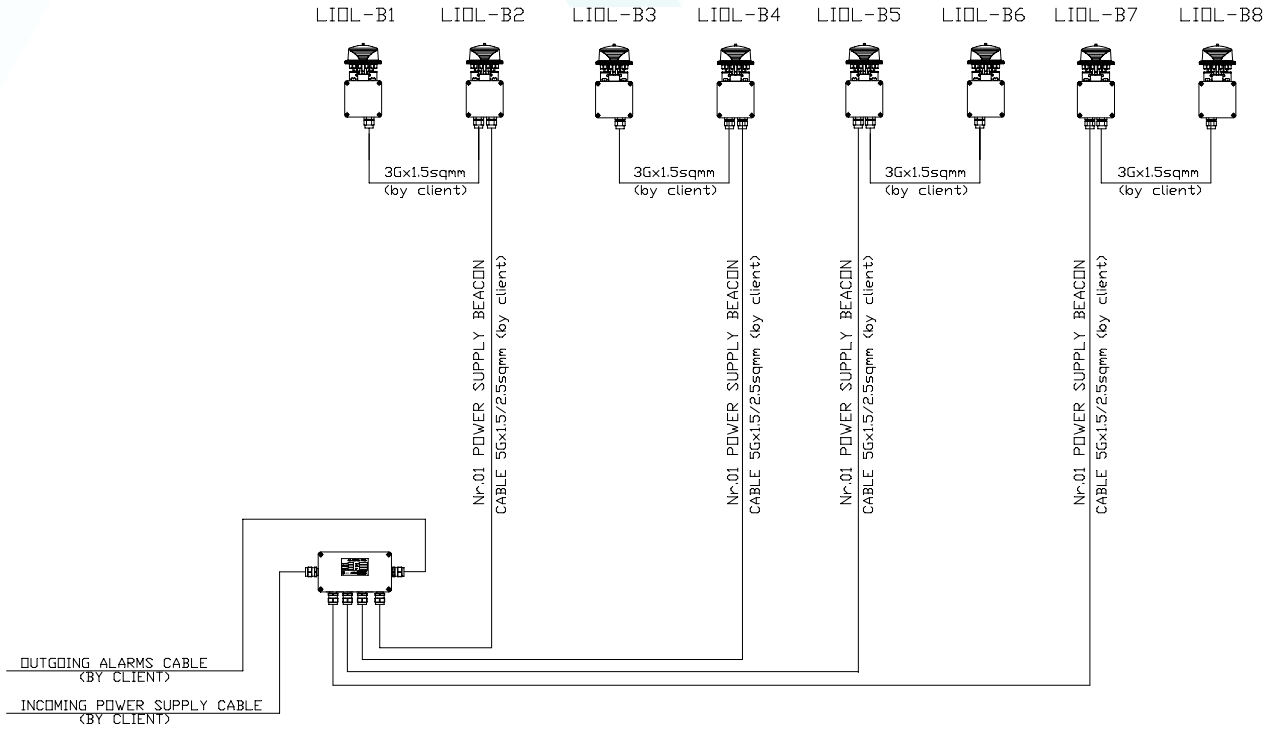 LIOL-B1
LIOL-B2
LIOL-B3
LIOL-B4
LIOL-B5
LIOL-B6
LIOL-B7
LIOL-B8
3Gx1.5sqmm
(by client)
3Gx1.5sqmm
(by client)
3Gx1.5sqmm
(by client)
3Gx1.5sqmm
(by client)
Nr.01 POWER SUPPLY BEACON
CABLE 5Gx1.5/2.5sqmm (by client)
Nr.01 POWER SUPPLY BEACON
CABLE 5Gx1.5/2.5sqmm (by client)
Nr.01 POWER SUPPLY BEACON
CABLE 5Gx1.5/2.5sqmm (by client)
Nr.01 POWER SUPPLY BEACON
CABLE 5Gx1.5/2.5sqmm (by client)
OUTGOING ALARMS CABLE
(BY CLIENT)
INCOMING POWER SUPPLY CABLE
(BY CLIENT)